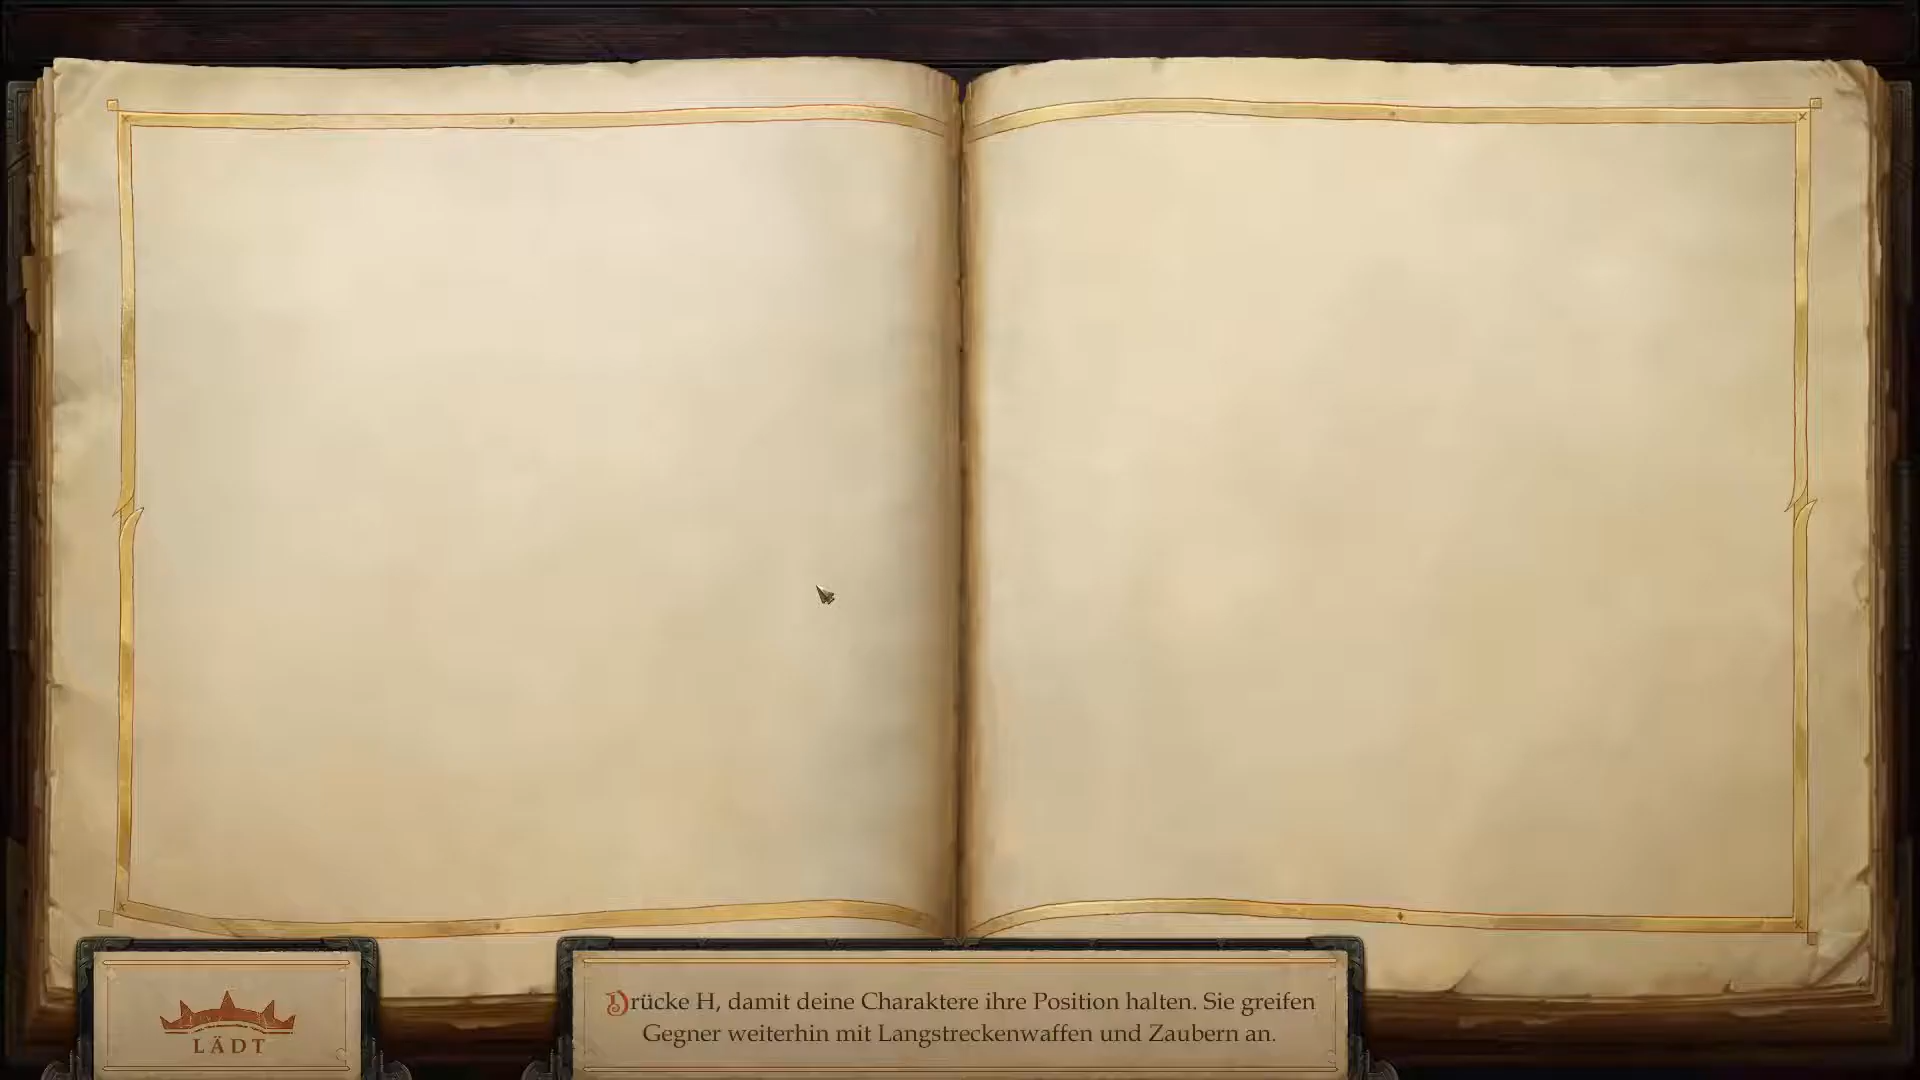 Drücke H, damit deine Charaktere ihre Position halten. Sie greifen
Gegner weiterhin mit Langstreckenwaffen und Zaubern an.
LÄDT